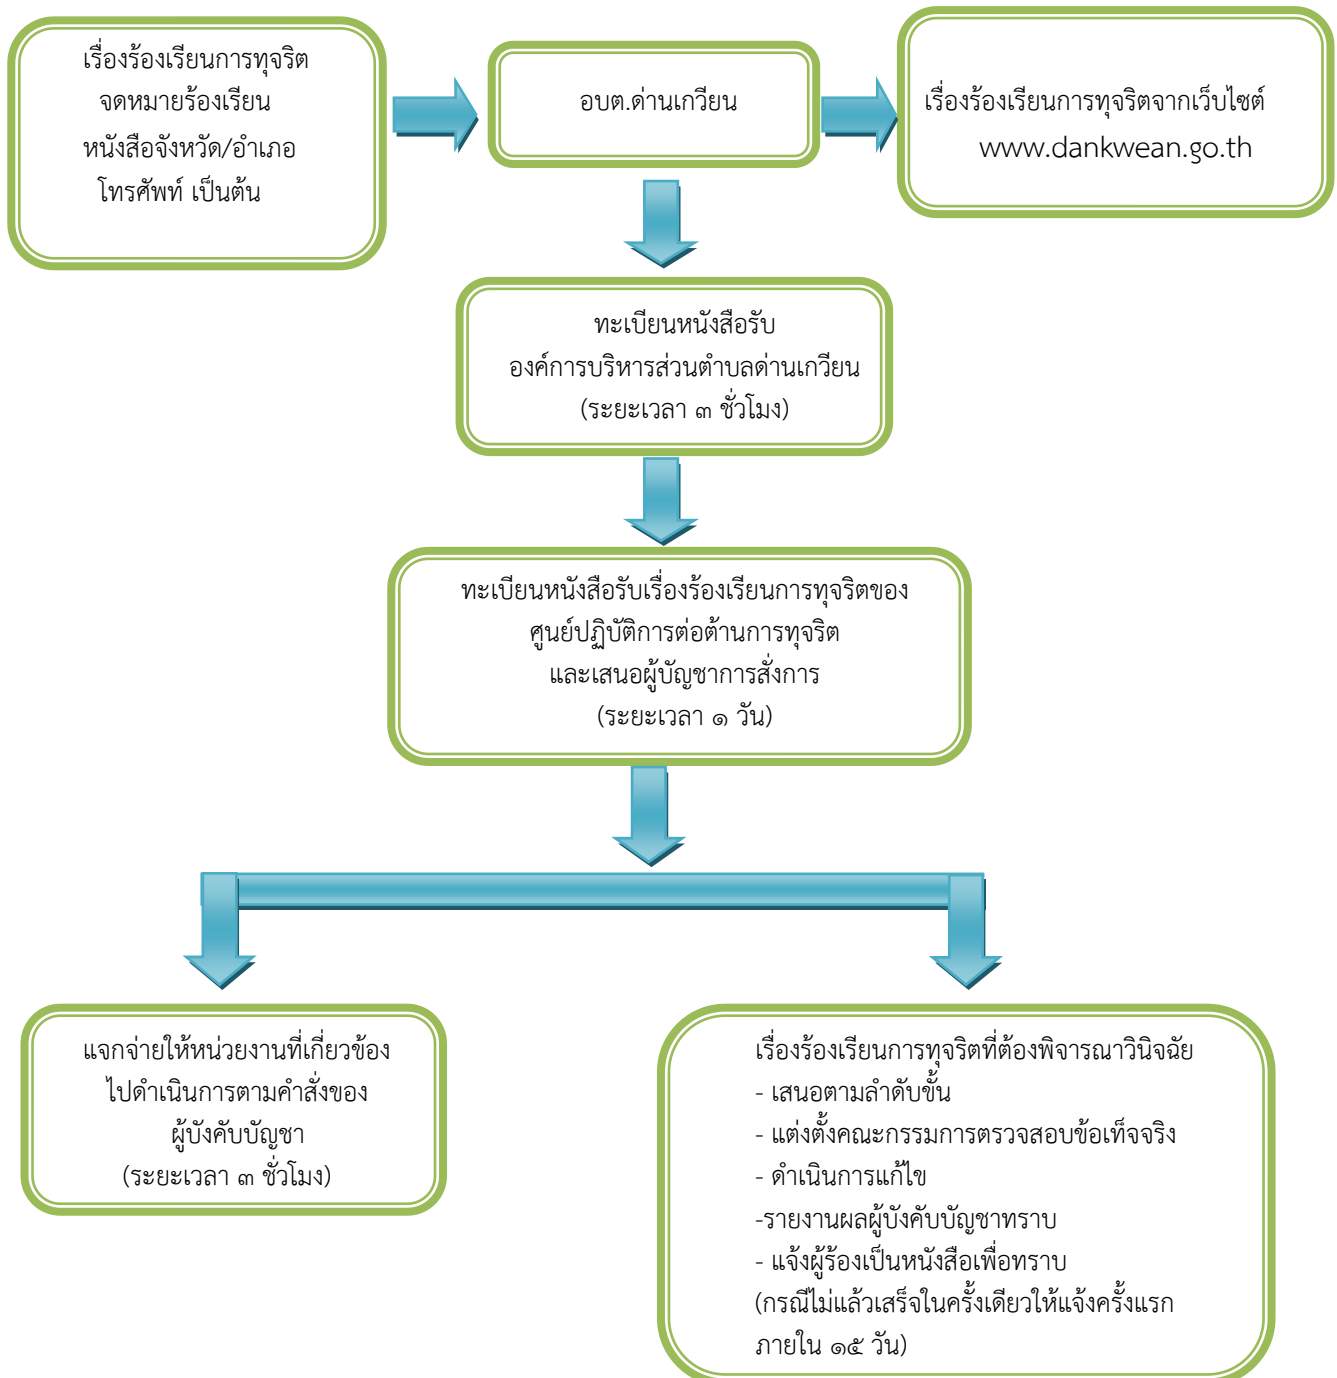 เรื่องร้องเรียนการทุจริต
จดหมายร้องเรียน
หนังสือจังหวัด/อำเภอ
โทรศัพท์ เป็นต้น
อบต.ด่านเกวียน
เรื่องร้องเรียนการทุจริตจากเว็บไซต์
www.dankwean.go.th
ทะเบียนหนังสือรับ
องค์การบริหารส่วนตำบลด่านเกวียน
(ระยะเวลา ๓ ชั่วโมง)
ทะเบียนหนังสือรับเรื่องร้องเรียนการทุจริตของ
ศูนย์ปฏิบัติการต่อต้านการทุจริต
และเสนอผู้บัญชาการสั่งการ
(ระยะเวลา ๑ วัน)
แจกจ่ายให้หน่วยงานที่เกี่ยวข้อง
ไปดำเนินการตามคำสั่งของ
ผู้บังคับบัญชา
(ระยะเวลา ๓ ชั่วโมง)
เรื่องร้องเรียนการทุจริตที่ต้องพิจารณาวินิจฉัย
- เสนอตามลำดับขั้น
- แต่งตั้งคณะกรรมการตรวจสอบข้อเท็จจริง
- ดำเนินการแก้ไข
-รายงานผลผู้บังคับบัญชาทราบ
- แจ้งผู้ร้องเป็นหนังสือเพื่อทราบ
(กรณีไม่แล้วเสร็จในครั้งเดียวให้แจ้งครั้งแรก
ภายใน ๑๕ วัน)